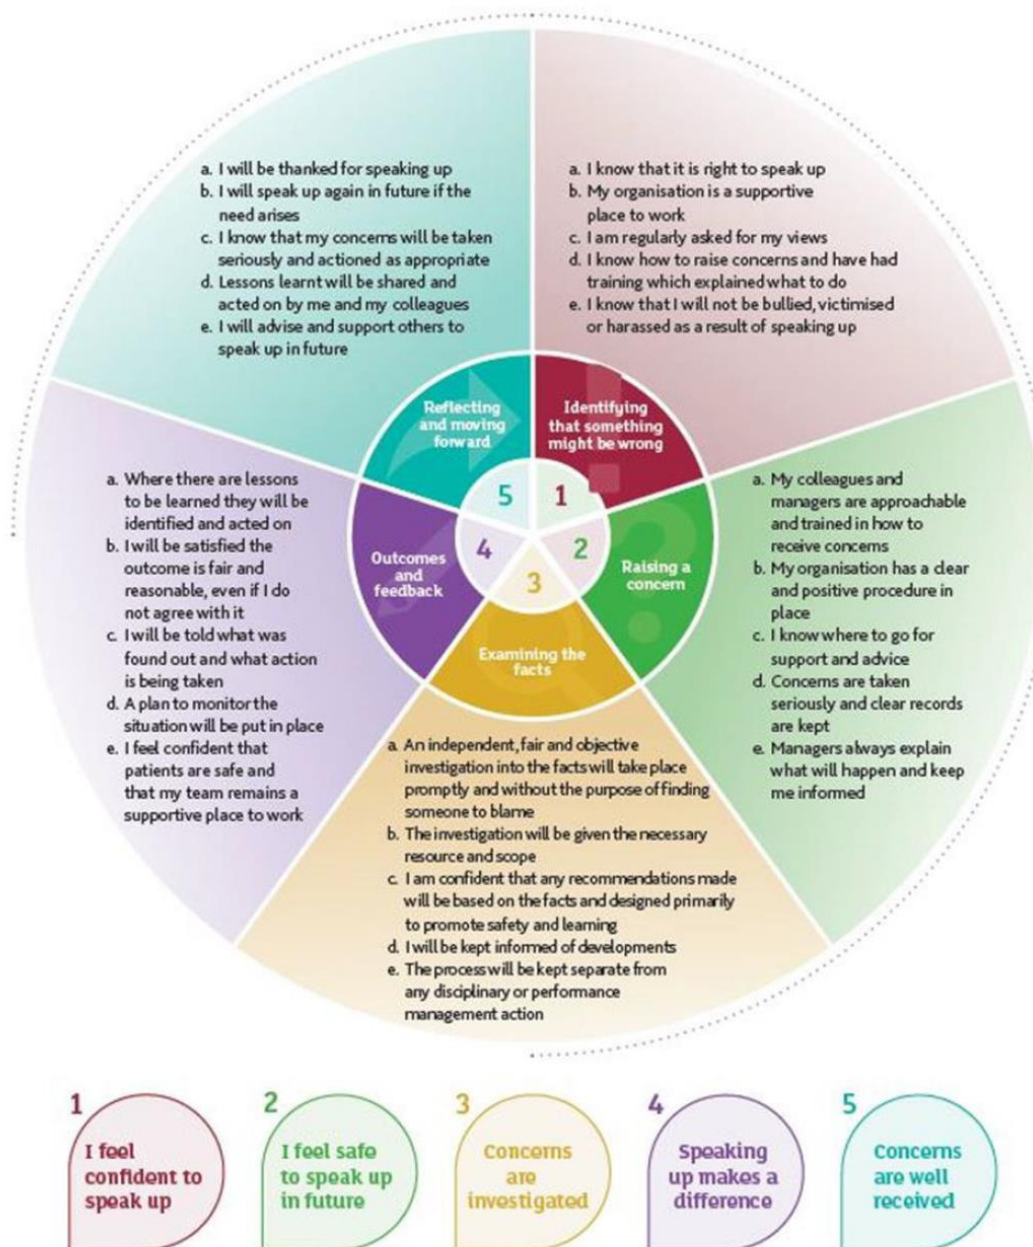 a. I will be thanked for speaking up
b. I will speak up again in future if the
need arises
c. I know that my concerns will be taken
seriously and actioned as appropriate
d. Lessons learnt will be shared and
acted on by me and my colleagues
e. I will advise and support others to
speak up in future
a. I know that it is right to speak up
b. My organisation is a supportive
place to work
c. I am regularly asked for my views
d. I know how to raise concerns and have had
training which explained what to do
e. I know that I will not be bullied, victimised
or harassed as a result of speaking up
Reflecting
and moving
forward
Identifying
that something
might be wrong
5
1
4
2
3
Outcomes
and
feedback
Raising a
concern
Examining the
facts
a. Where there are lessons
to be learned they will be
identified and acted on
b. I will be satisfied the
outcome is fair and
reasonable, even if I do
not agree with it
c. I will be told what was
found out and what action
is being taken
d. A plan to monitor the
situation will be put in place
e. I feel confident that
patients are safe and
that my team remains a
supportive place to work
a. My colleagues and
managers are approachable
and trained in how to
receive concerns
b. My organisation has a clear
and positive procedure in
place
c. I know where to go for
support and advice
d. Concerns are taken
seriously and clear records
are kept
e. Managers always explain
what will happen and keep
me informed
a. An independent, fair and objective
investigation into the facts will take place
promptly and without the purpose of finding
someone to blame
b. The investigation will be given the necessary
resource and scope
c. I am confident that any recommendations made
will be based on the facts and designed primarily
to promote safety and learning
d. I will be kept informed of developments
e. The process will be kept separate from
any disciplinary or performance
management action
1
I feel
confident to
speak up
2
I feel safe
to speak up
in future
3
Concerns
are
investigated
4
Speaking
up makes a
difference
5
Concerns
are well
received